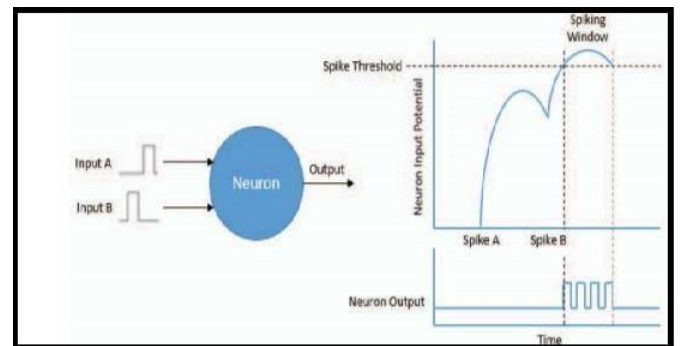 Spiking
Window
Spike Threshold
Neuron Input Potential
Input A
Input B
Neuron
Output
Spike A
Spike B
Neuron Output
Time